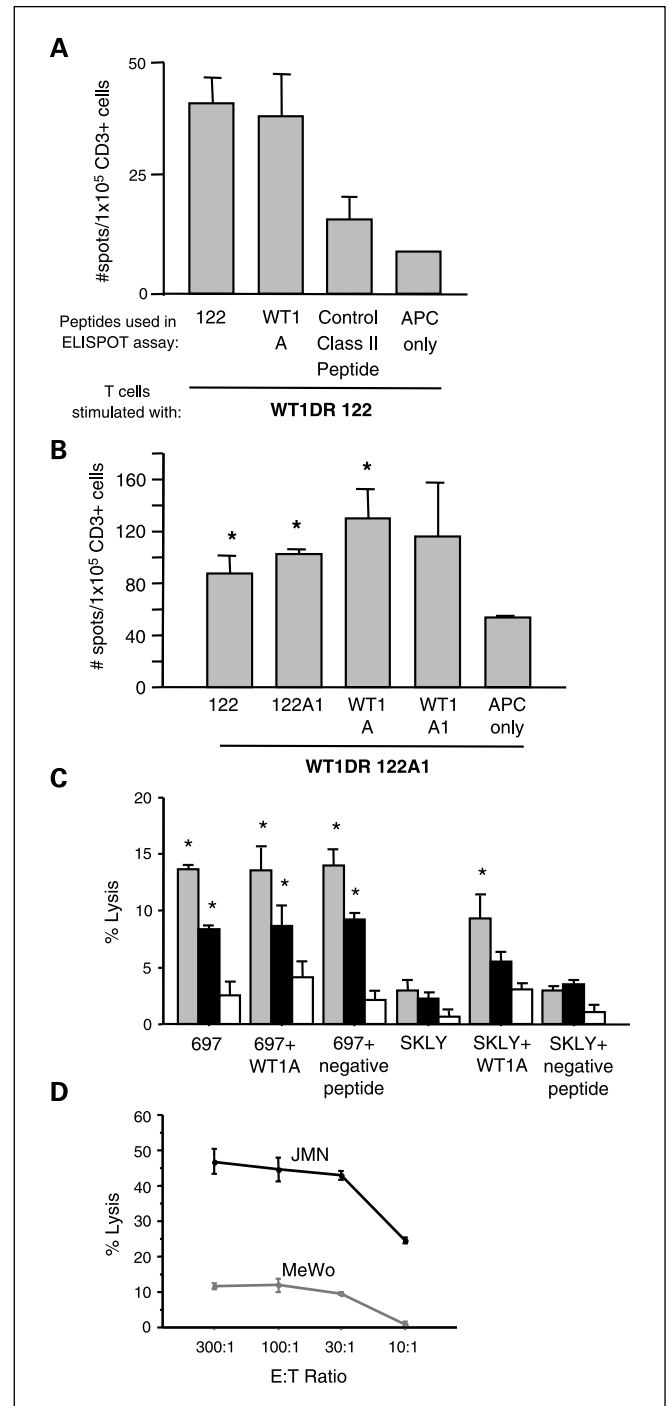 A
#spots/1x10⁵ CD3+ cells
50
25
0
Peptides used in
ELISPOT assay:
122
WT1
A
Control
Class II
Peptide
APC
only
T cells
stimulated with:
WT1DR 122
B
# spots/1x10⁵ CD3+ cells
160
120
80
40
0
*
*
*
122
122A1
WT1
A
WT1
A1
APC
only
WT1DR 122A1
C
% Lysis
20
15
10
5
0
*
*
*
*
*
*
*
697
697+
WT1A
697+
negative
peptide
SKLY
SKLY+
WT1A
SKLY+
negative
peptide
D
% Lysis
60
50
40
30
20
10
0
JMN
MeWo
300:1
100:1
30:1
10:1
E:T Ratio